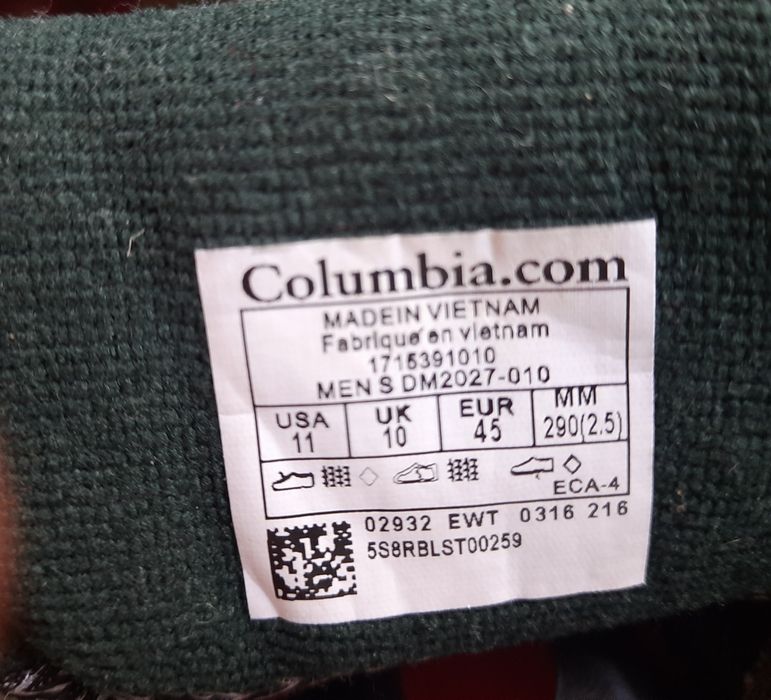 Columbia.com
MADEIN VIETNAM
Fabriqué en vietnam
1715391010
MEN S DM2027-010
USA 11 UK 10 EUR 45 MM 290(2.5)
ECA-4
02932 EWT 0316 216
5S8RBLST00259